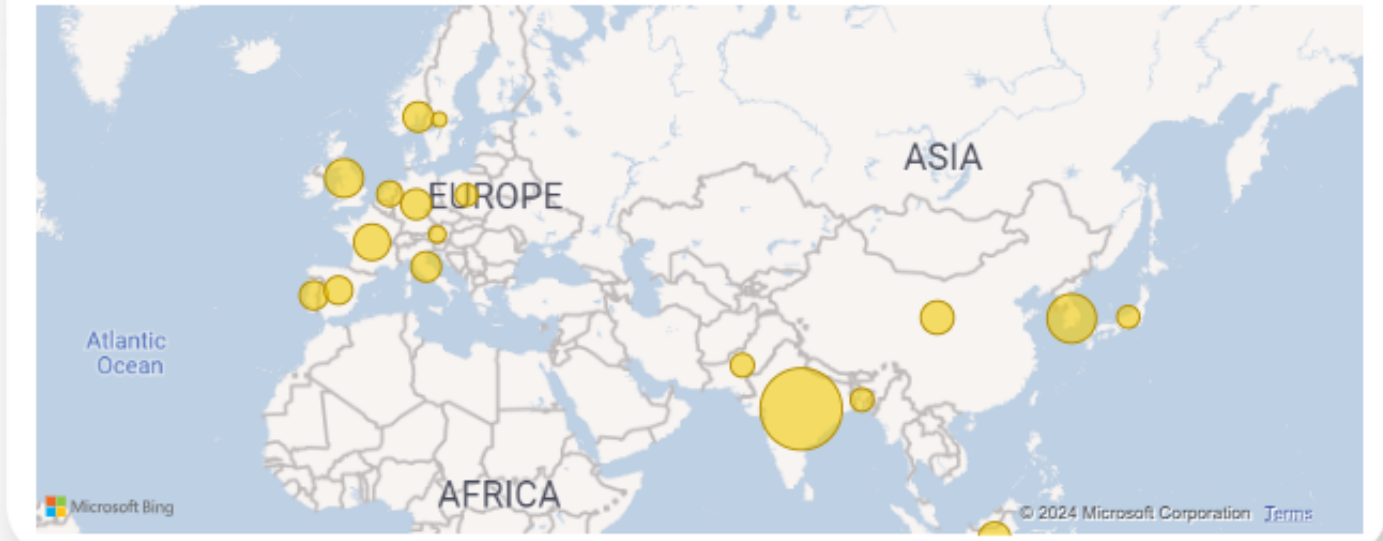 ASIA
EUROPE
Atlantic
Ocean
AFRICA
Microsoft Bing
© 2024 Microsoft Corporation Terms